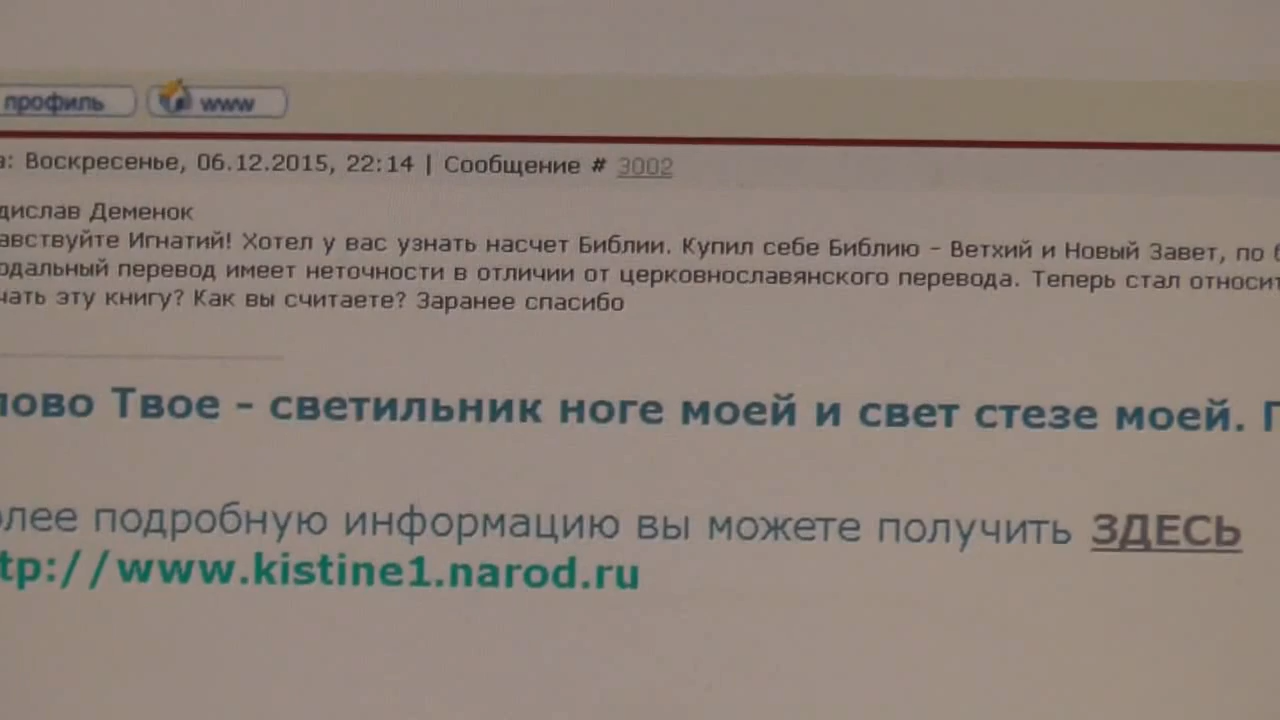 профиль www
а: Воскресенье, 06.12.2015, 22:14 | Сообщение # 3002
дислав Деменок
авствуйте Игнатий! Хотел у вас узнать насчет Библии. Купил себе Библию - Ветхий и Новый Завет, по б
одальный перевод имеет неточности в отличии от церковнославянского перевода. Теперь стал относит
чать эту книгу? Как вы считаете? Заранее спасибо
лово Твое - светильник ноге моей и свет стезе моей. П
олее подробную информацию вы можете получить ЗДЕСЬ
tp://www.kistine1.narod.ru